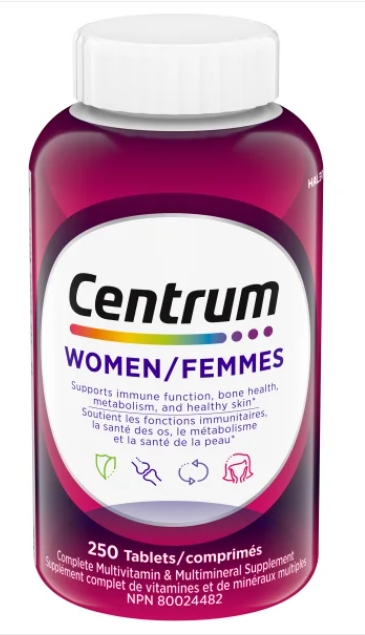 Centrum
WOMEN/FEMMES
Supports immune function, bone health,
metabolism, and healthy skin*
Soutient les fonctions immunitaires,
la santé des os, le métabolisme
et la santé de la peau*
250 Tablets/comprimés
Complete Multivitamin & Multimineral Supplement
Supplément complet de vitamines et de minéraux multiples
NPN 80024482